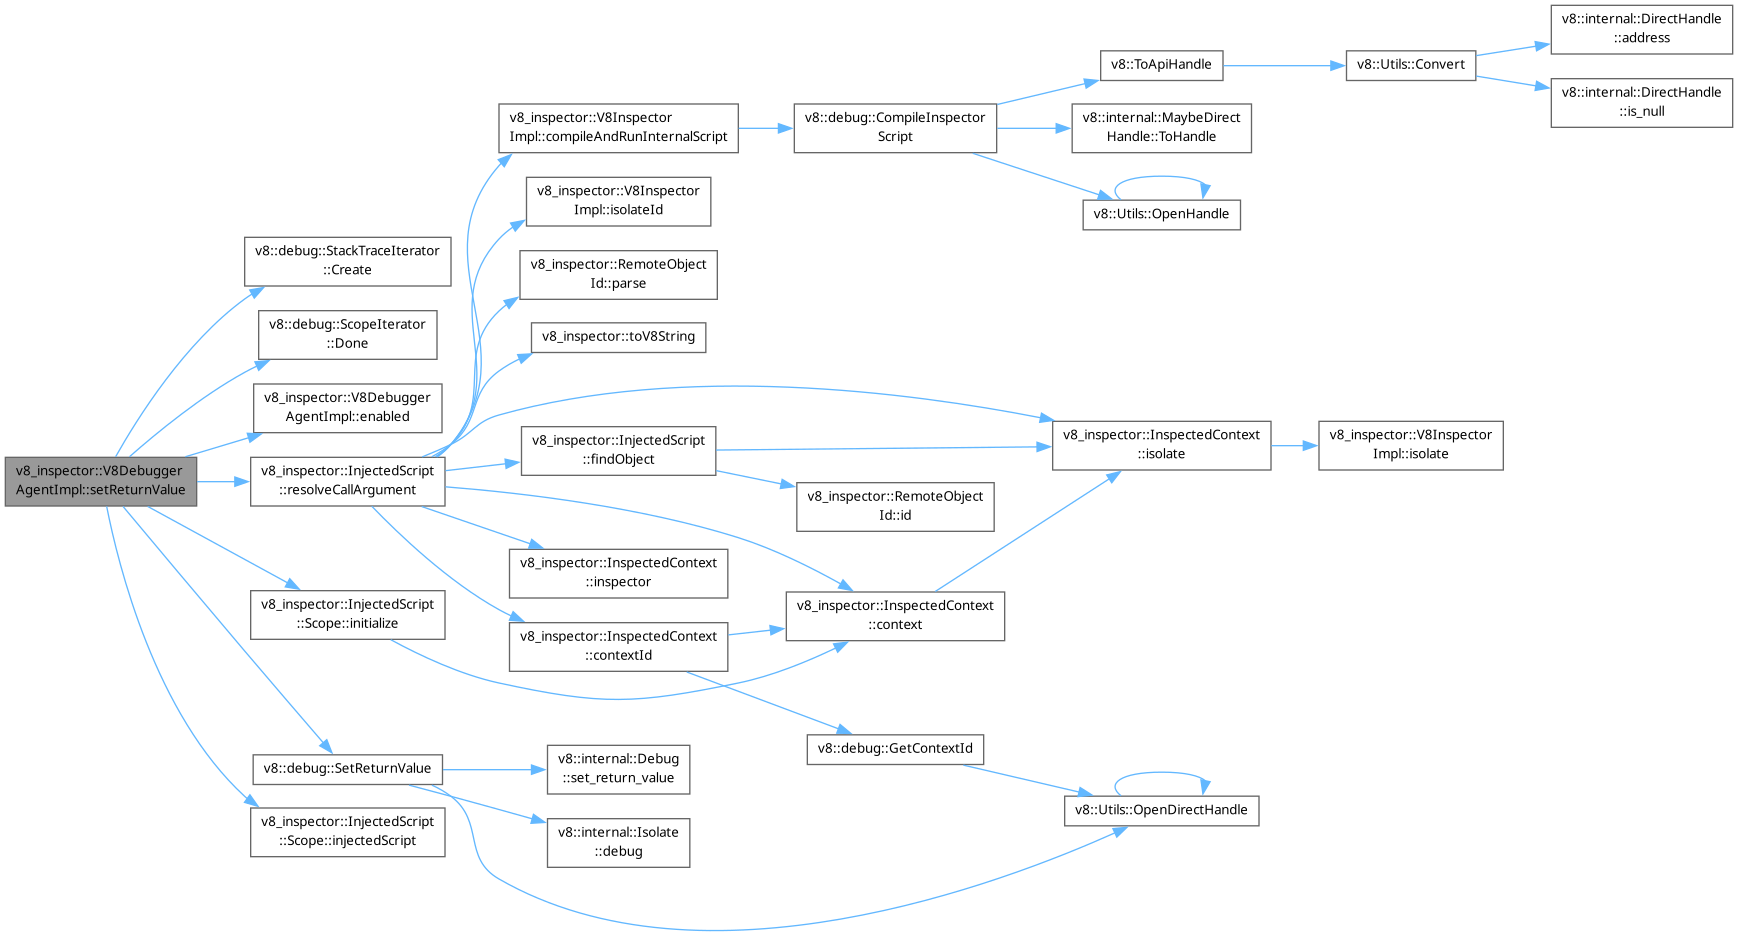 v8_inspector::V8Debugger
AgentImpl::setReturnValue
v8::debug::StackTraceIterator
::Create
v8::debug::ScopeIterator
::Done
v8_inspector::V8Debugger
AgentImpl::enabled
v8_inspector::InjectedScript
::resolveCallArgument
v8_inspector::InjectedScript
::Scope::initialize
v8::debug::SetReturnValue
v8_inspector::InjectedScript
::Scope::injectedScript
v8_inspector::V8Inspector
Impl::compileAndRunInternalScript
v8_inspector::V8Inspector
Impl::isolateId
v8_inspector::RemoteObject
Id::parse
v8_inspector::toV8String
v8_inspector::InjectedScript
::findObject
v8_inspector::InspectedContext
::inspector
v8_inspector::InspectedContext
::contextId
v8::internal::Debug
::set_return_value
v8::internal::Isolate
::debug
v8::debug::CompileInspector
Script
v8_inspector::RemoteObject
Id::id
v8_inspector::InspectedContext
::context
v8::debug::GetContextId
v8::ToApiHandle
v8::internal::MaybeDirect
Handle::ToHandle
v8::Utils::OpenHandle
v8_inspector::InspectedContext
::isolate
v8::Utils::OpenDirectHandle
v8::Utils::Convert
v8_inspector::V8Inspector
Impl::isolate
v8::internal::DirectHandle
::address
v8::internal::DirectHandle
::is_null